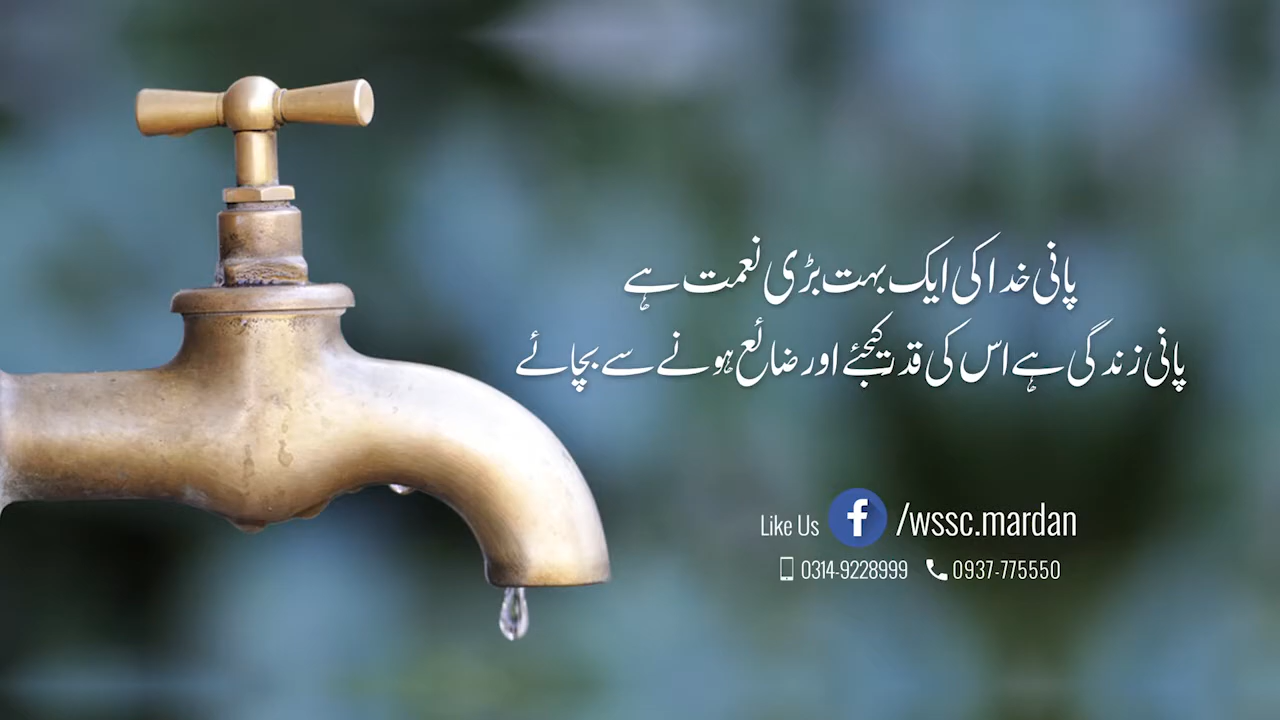 پانی خدا کی ایک بہت بڑی نعمت ہے
پانی زندگی ہے اس کی قدر کیجئے اور ضائع ہونے سے بچائے
Like Us f /wssc.mardan
0314-9228999 0937-775550